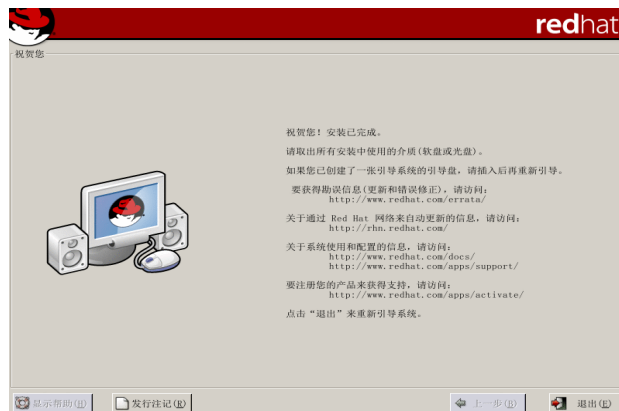 redhat
祝贺您
祝贺您！安装已完成。
请取出所有安装中使用的介质(软盘或光盘)。
如果您已创建了一张引导系统的引导盘，请插入后再重新引导。
要获得勘误信息(更新和错误修正)，请访问：
http://www.redhat.com/errata/
关于通过 Red Hat 网络来自动更新的信息，请访问：
http://rhn.redhat.com/
关于系统使用和配置的信息，请访问：
http://www.redhat.com/docs/
http://www.redhat.com/apps/support/
要注册您的产品来获得支持，请访问：
http://www.redhat.com/apps/activate/
点击“退出”来重新引导系统。
显示帮助(H) 发行注记(R) 上一步(B) 退出(E)